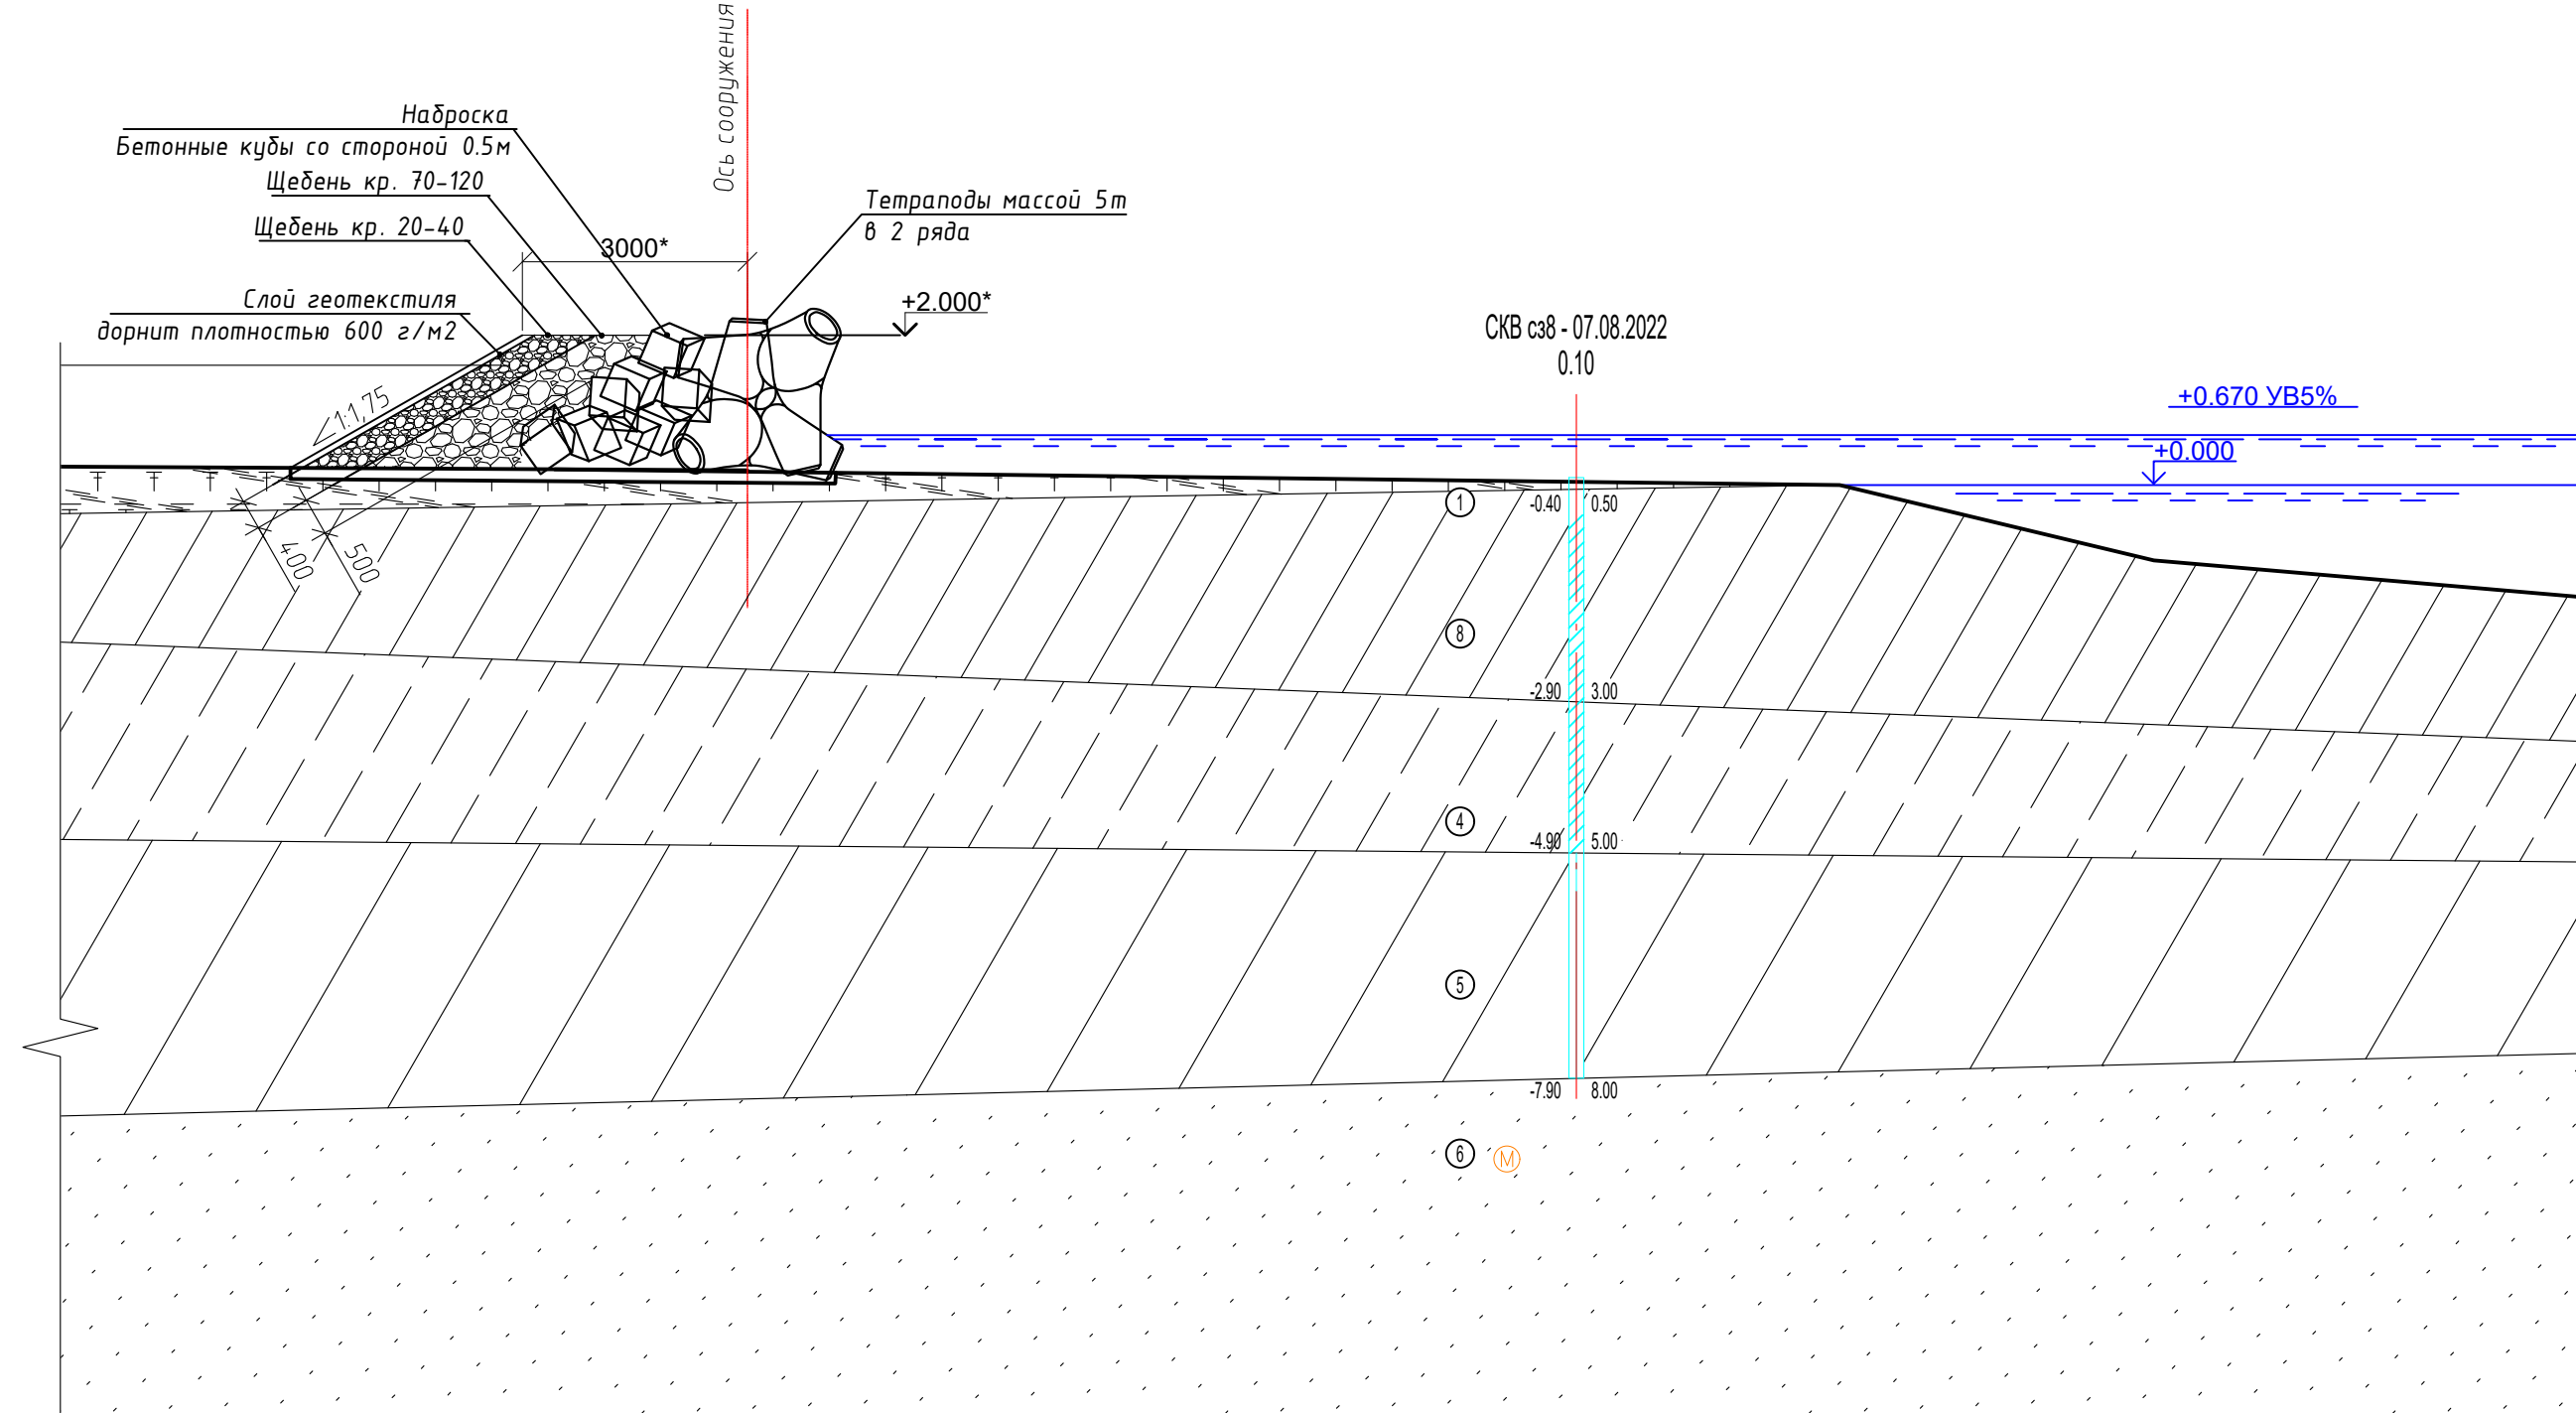 Ось сооружения
Наброска
Бетонные кубы со стороной 0.5м
Щебень кр. 70-120
Щебень кр. 20-40
Слой геотекстиля
дорнит плотностью 600 г/м2
3000*
Тетраподы массой 5т
в 2 ряда
+2.000*
1:1,75
400
500
СКВ сз8 - 07.08.2022
0.10
+0.670 УВ5%
+0.000
1
-0.40 0.50
8
-2.90 3.00
4
-4.90 5.00
5
-7.90 8.00
6 М